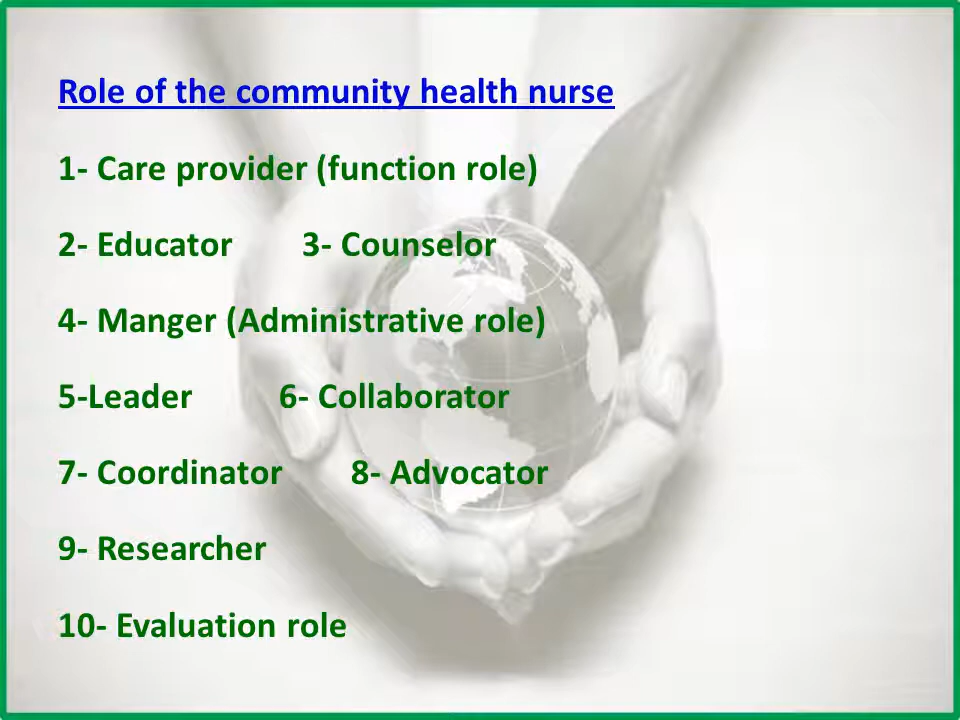 Role of the community health nurse
1- Care provider (function role)
2- Educator 3- Counselor
4- Manger (Administrative role)
5-Leader 6- Collaborator
7- Coordinator 8- Advocator
9- Researcher
10- Evaluation role